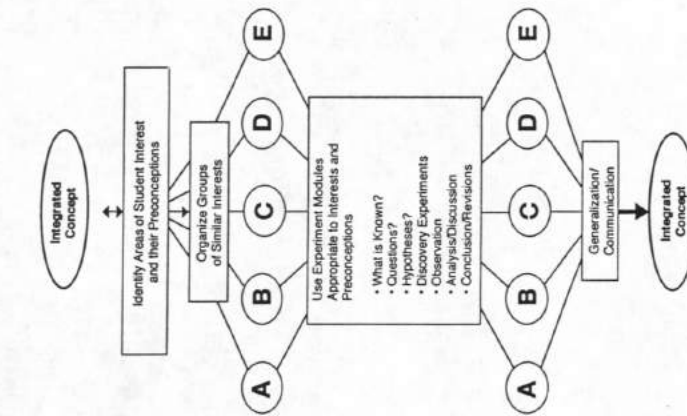 Integrated
Concept
Identify Areas of Student Interest
and their Preconceptions
Organize Groups
of Similar Interests
A B C D E
Use Experiment Modules
Appropriate to Interests and
Preconceptions
• What is Known?
• Questions?
• Hypotheses?
• Discovery Experiments
• Observation
• Analysis/Discussion
• Conclusion/Revisions
A B C D E
Generalization/
Communication
Integrated
Concept